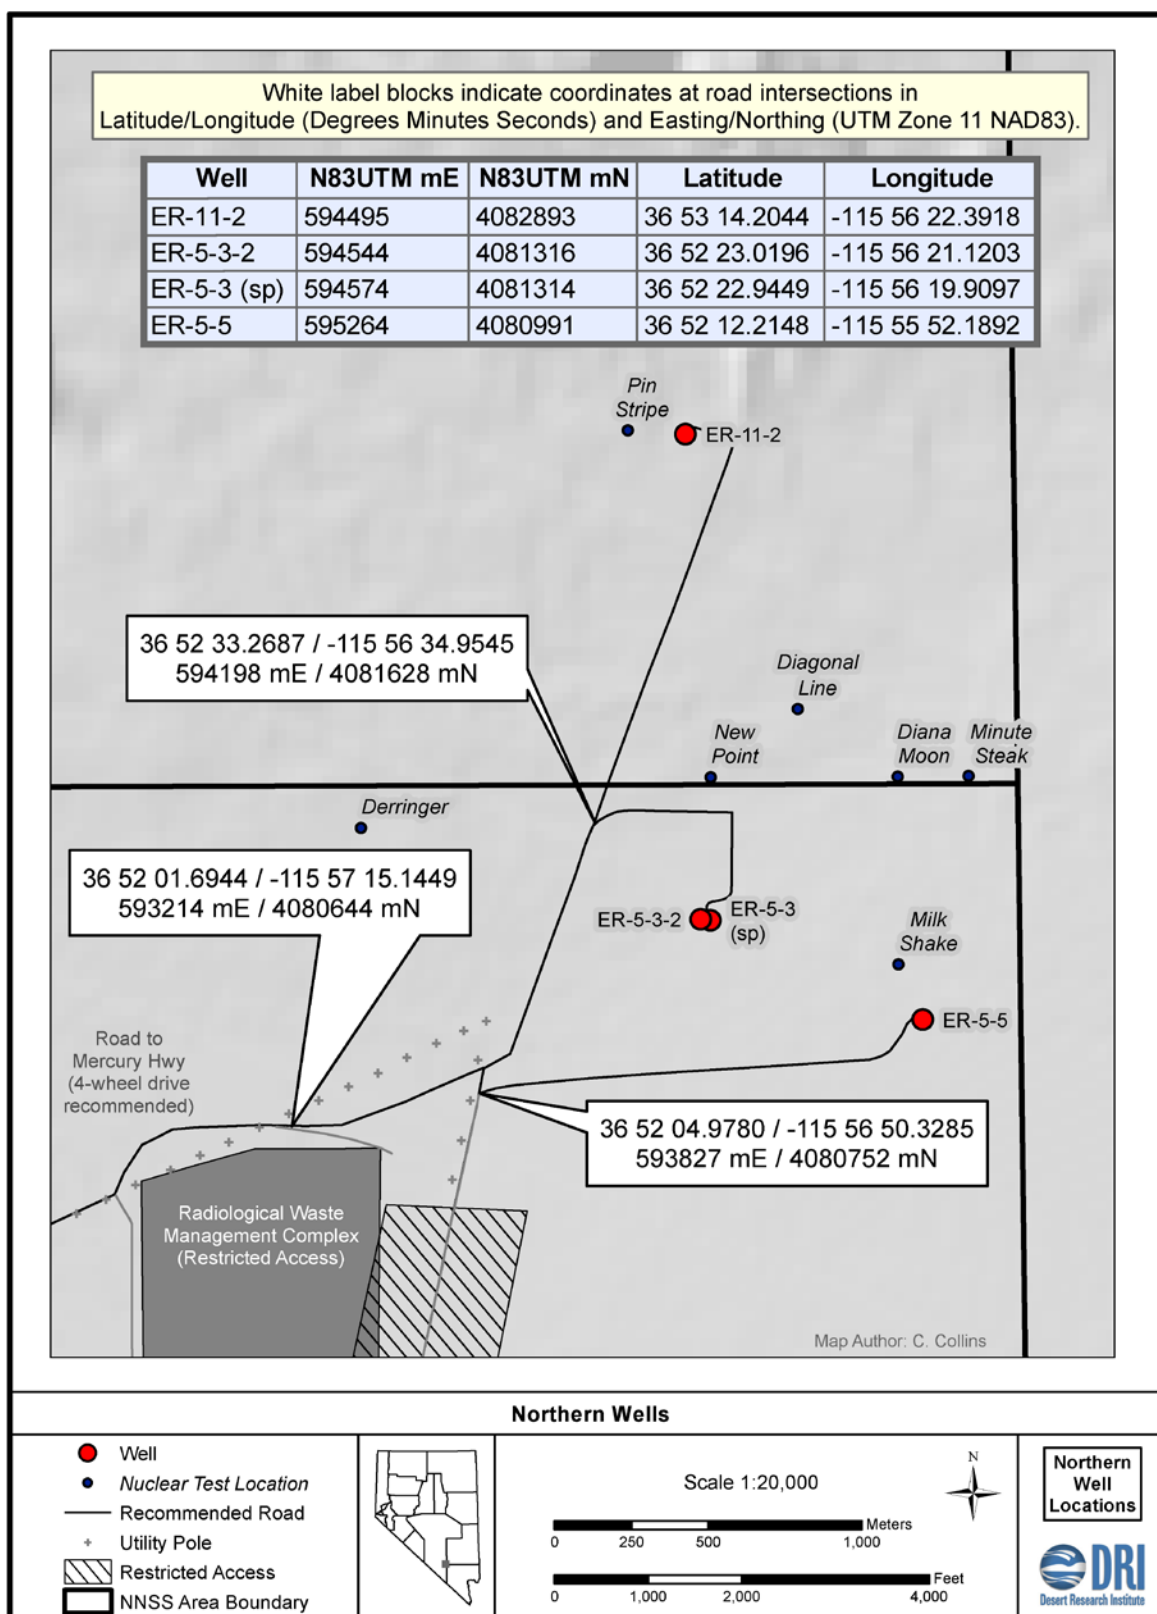 White label blocks indicate coordinates at road intersections in
Latitude/Longitude (Degrees Minutes Seconds) and Easting/Northing (UTM Zone 11 NAD83).
Well N83UTM mE N83UTM mN Latitude Longitude
ER-11-2 594495 4082893 36 53 14.2044 -115 56 22.3918
ER-5-3-2 594544 4081316 36 52 23.0196 -115 56 21.1203
ER-5-3 (sp) 594574 4081314 36 52 22.9449 -115 56 19.9097
ER-5-5 595264 4080991 36 52 12.2148 -115 55 52.1892
Pin
Stripe
ER-11-2
36 52 33.2687 / -115 56 34.9545
594198 mE / 4081628 mN
Diagonal
Line
New
Point
Diana
Moon
Minute
Steak
Derringer
36 52 01.6944 / -115 57 15.1449
593214 mE / 4080644 mN
ER-5-3-2
ER-5-3
(sp)
Milk
Shake
ER-5-5
Road to
Mercury Hwy
(4-wheel drive
recommended)
36 52 04.9780 / -115 56 50.3285
593827 mE / 4080752 mN
Radiological Waste
Management Complex
(Restricted Access)
Map Author: C. Collins
Northern Wells
Well
Nuclear Test Location
Recommended Road
Utility Pole
Restricted Access
NNSS Area Boundary
Scale 1:20,000
N
Meters
0 250 500 1,000
Feet
0 1,000 2,000 4,000
Northern
Well
Locations
DRI
Desert Research Institute